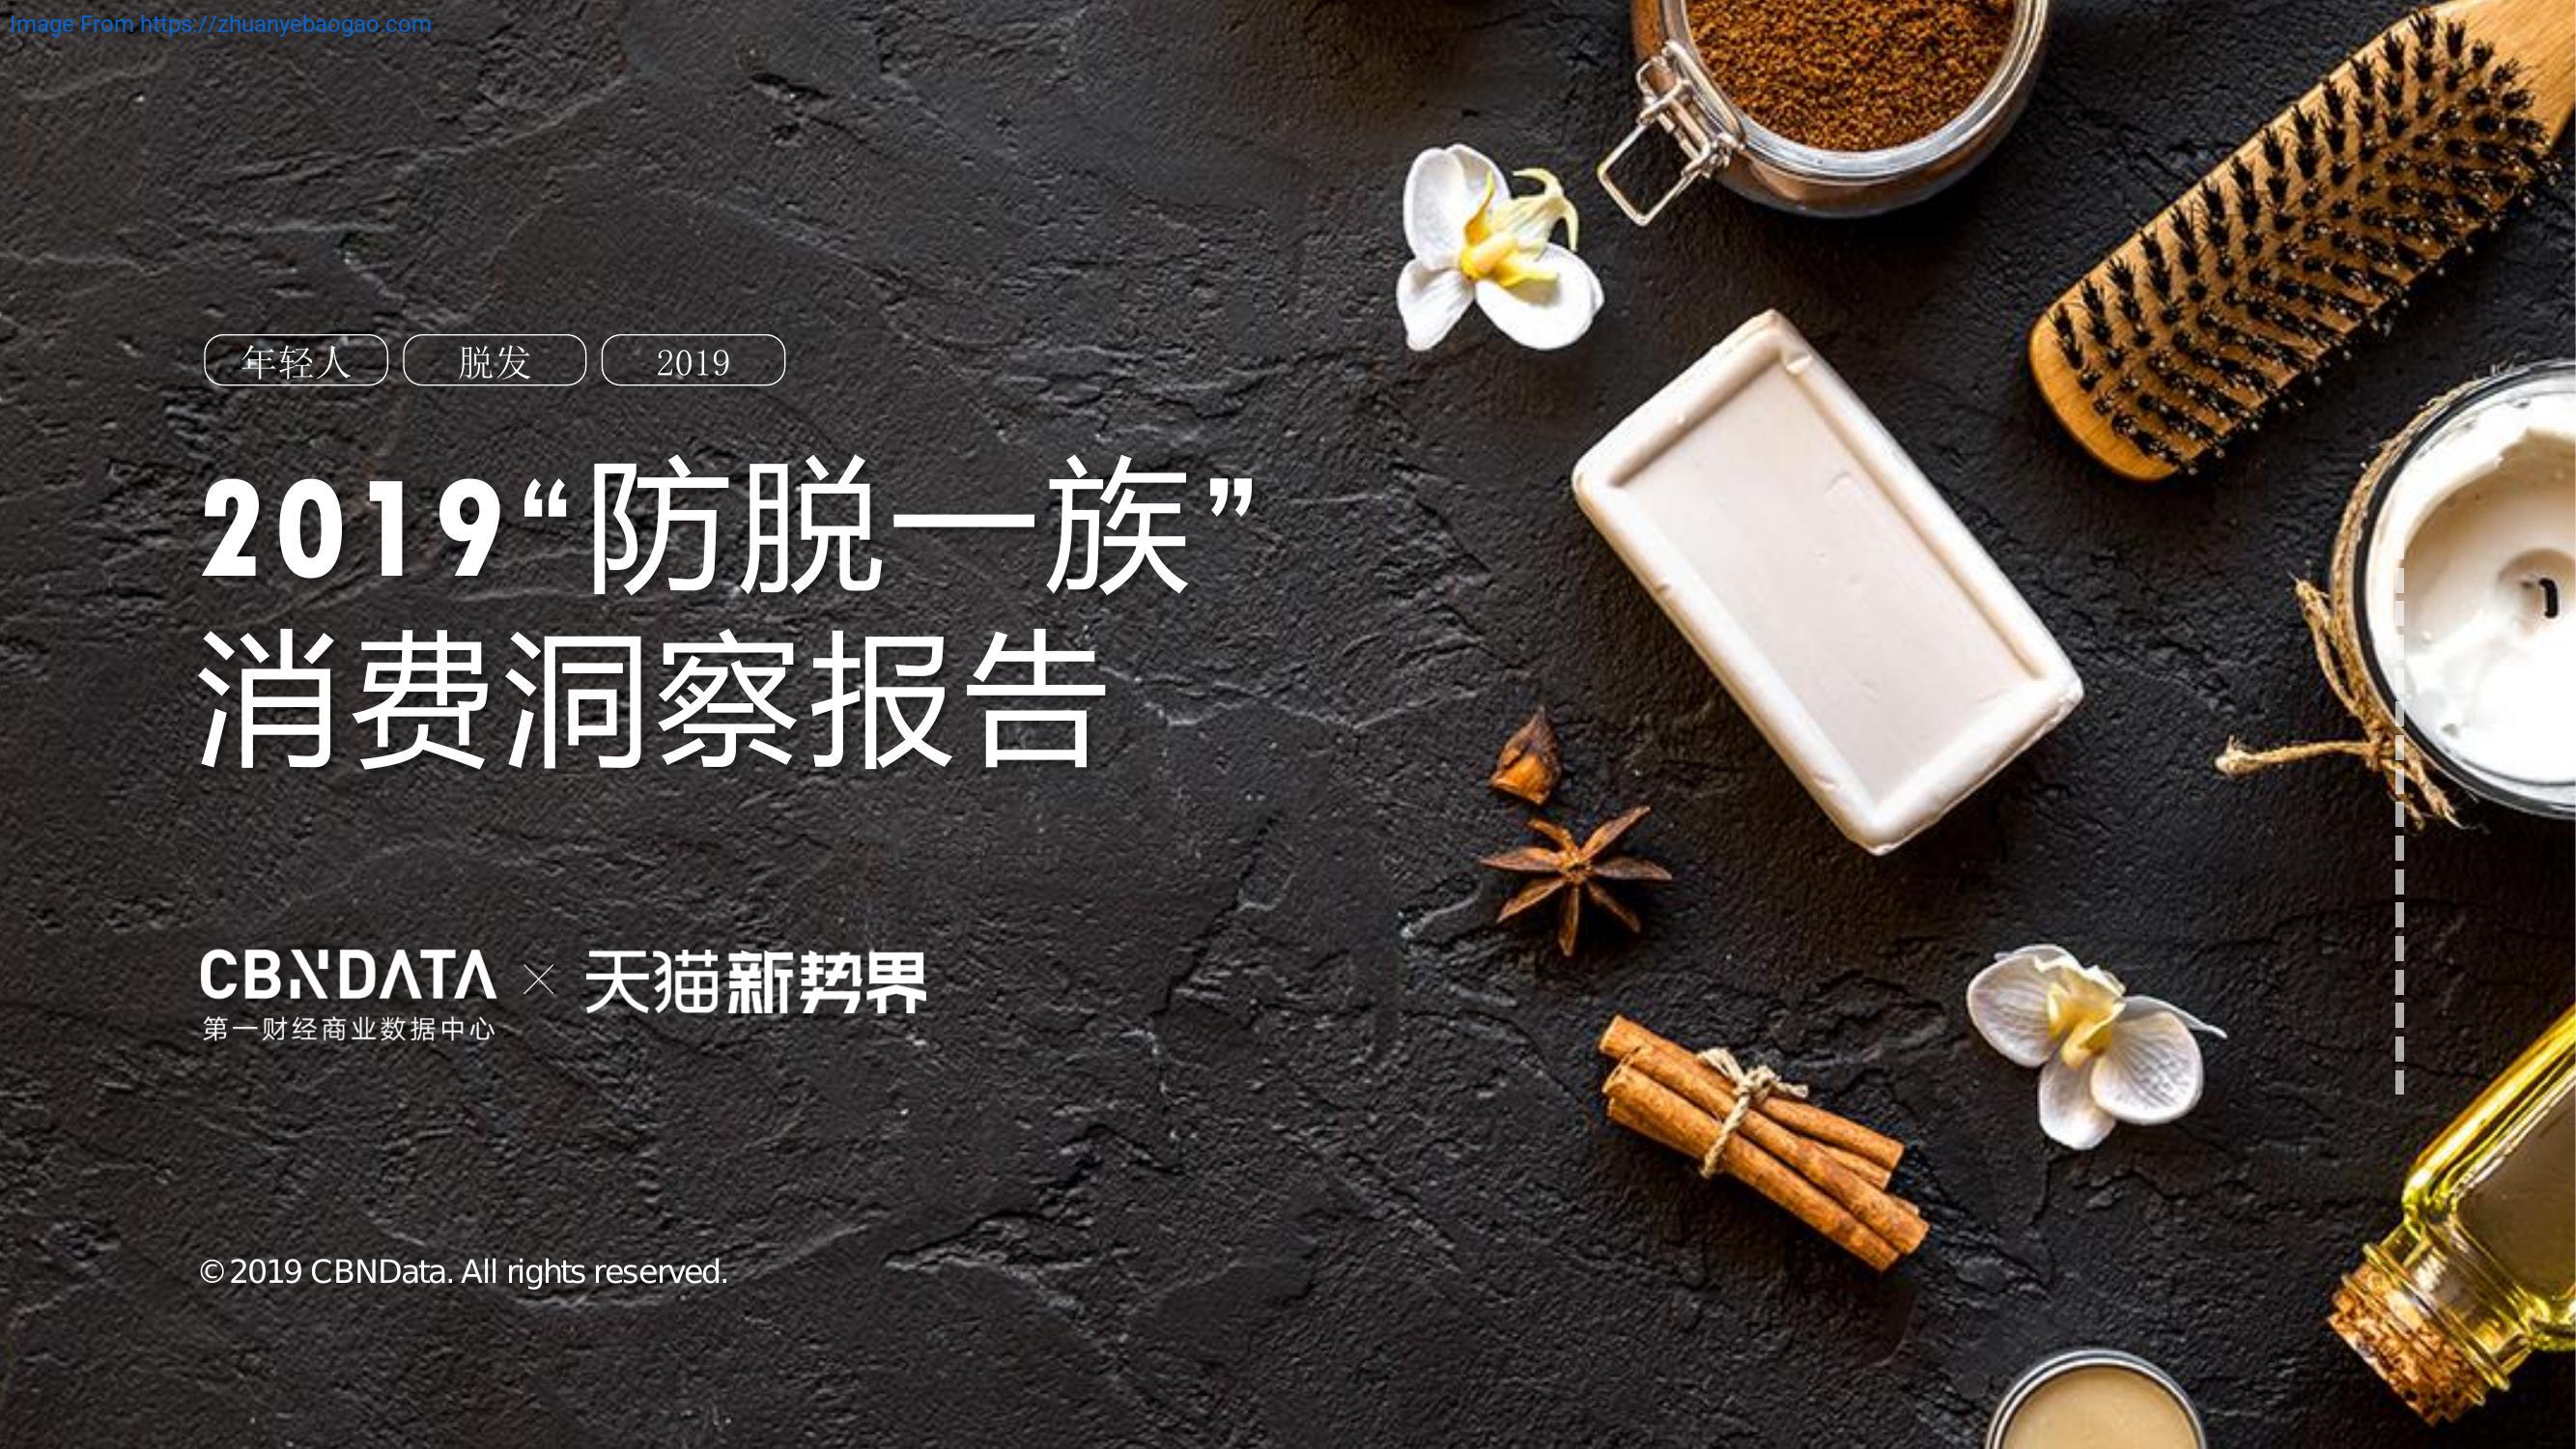 Image From https://zhuanyebaogao.com
年轻人 脱发 2019
2019“防脱一族”
消费洞察报告
CBNDATA × 天猫新势界
第一财经商业数据中心
©2019 CBNData. All rights reserved.